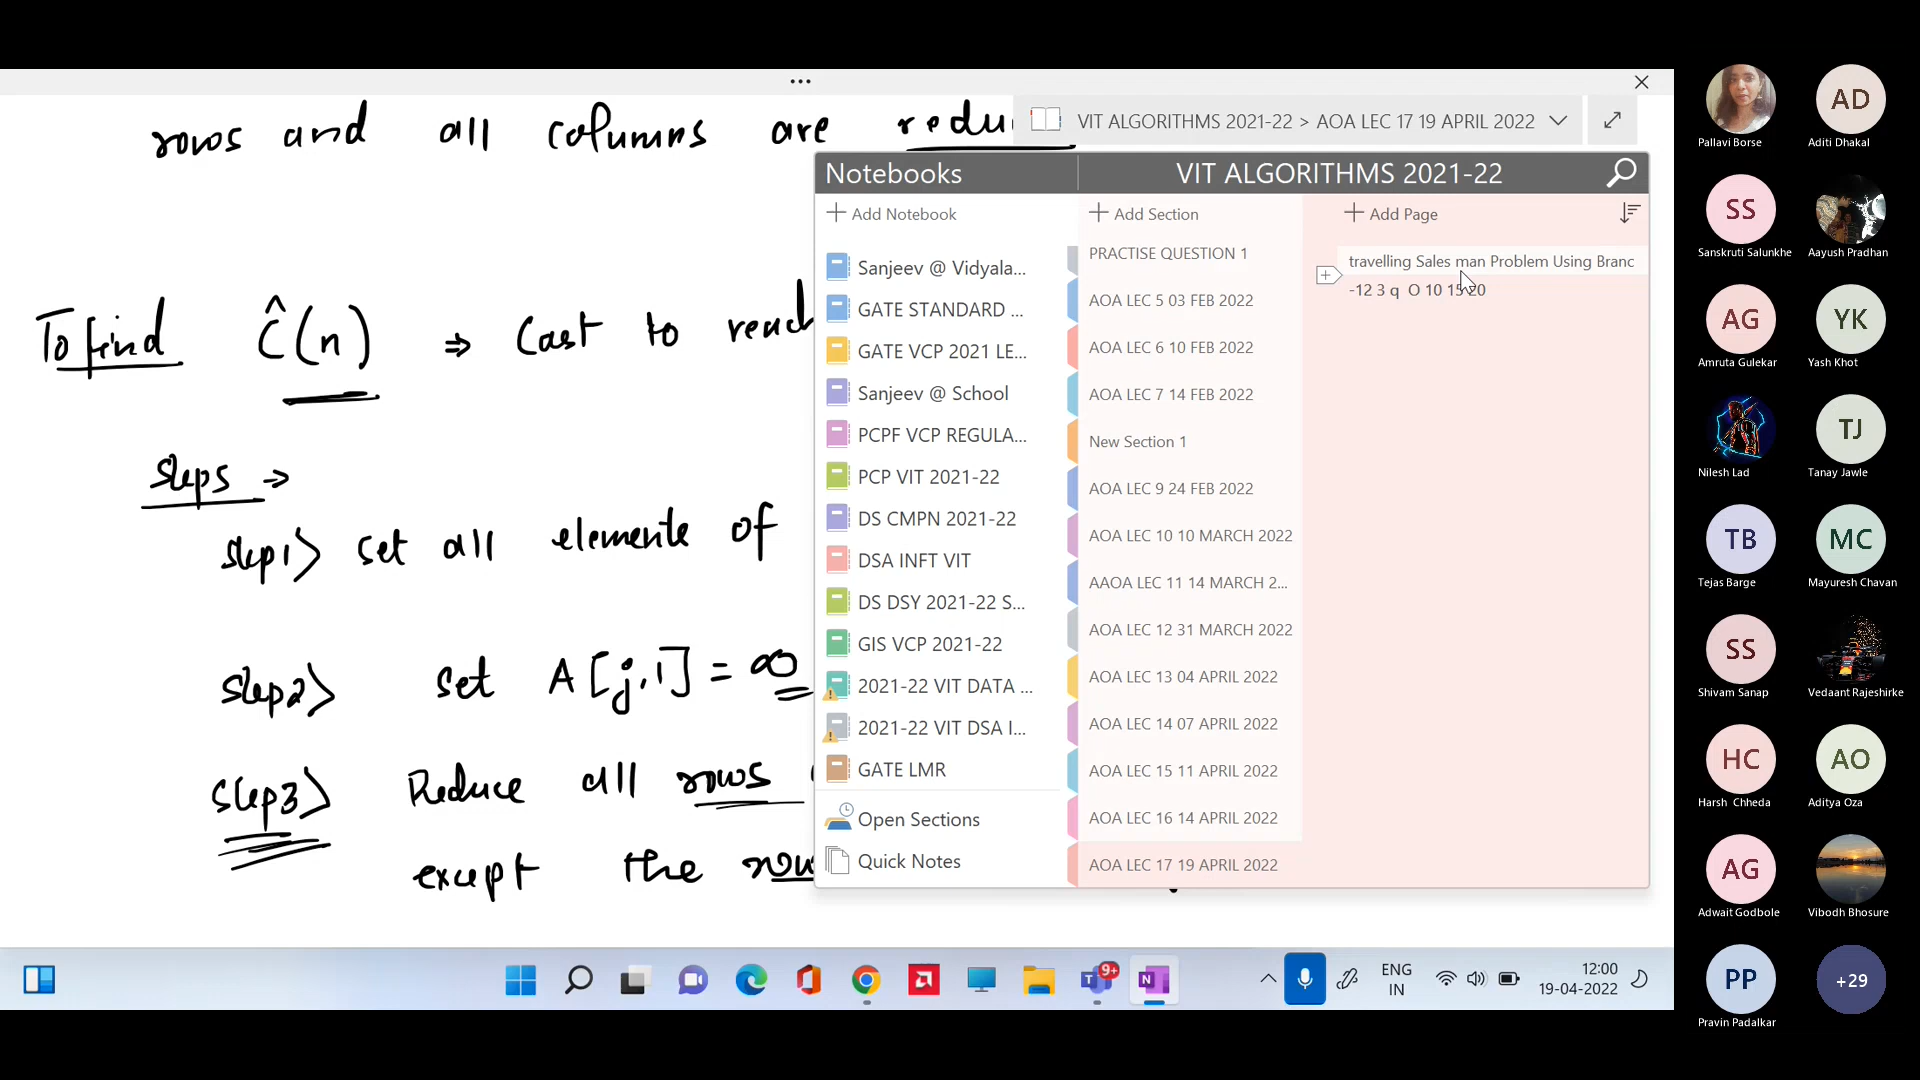 rows and all columns are redu
VIT ALGORITHMS 2021-22 > AOA LEC 17 19 APRIL 2022
Notebooks
VIT ALGORITHMS 2021-22
Add Notebook
Sanjeev @ Vidyala...
GATE STANDARD ...
GATE VCP 2021 LE...
Sanjeev @ School
PCPF VCP REGULA...
PCP VIT 2021-22
DS CMPN 2021-22
DSA INFT VIT
DS DSY 2021-22 S...
GIS VCP 2021-22
2021-22 VIT DATA ...
2021-22 VIT DSA I...
GATE LMR
Open Sections
Quick Notes
Add Section
PRACTISE QUESTION 1
AOA LEC 5 03 FEB 2022
AOA LEC 6 10 FEB 2022
AOA LEC 7 14 FEB 2022
New Section 1
AOA LEC 9 24 FEB 2022
AOA LEC 10 10 MARCH 2022
AAOA LEC 11 14 MARCH 2...
AOA LEC 12 31 MARCH 2022
AOA LEC 13 04 APRIL 2022
AOA LEC 14 07 APRIL 2022
AOA LEC 15 11 APRIL 2022
AOA LEC 16 14 APRIL 2022
AOA LEC 17 19 APRIL 2022
Add Page
travelling Sales man Problem Using Branc
-12 3 q O 10 15 20
To find Ĉ(n) ⇒ Cost to reach
steps →
step1> set all elements of
step2> set A[j,1] = ∞
step3> Reduce all rows
except the row
9+
ENG
IN
12:00
19-04-2022
Pallavi Borse
AD
Aditi Dhakal
SS
Sanskruti Salunkhe
Aayush Pradhan
AG
Amruta Gulekar
YK
Yash Khot
Nilesh Lad
TJ
Tanay Jawle
TB
Tejas Barge
MC
Mayuresh Chavan
SS
Shivam Sanap
Vedaant Rajeshirke
HC
Harsh Chheda
AO
Aditya Oza
AG
Adwait Godbole
Vibodh Bhosure
PP
Pravin Padalkar
+29